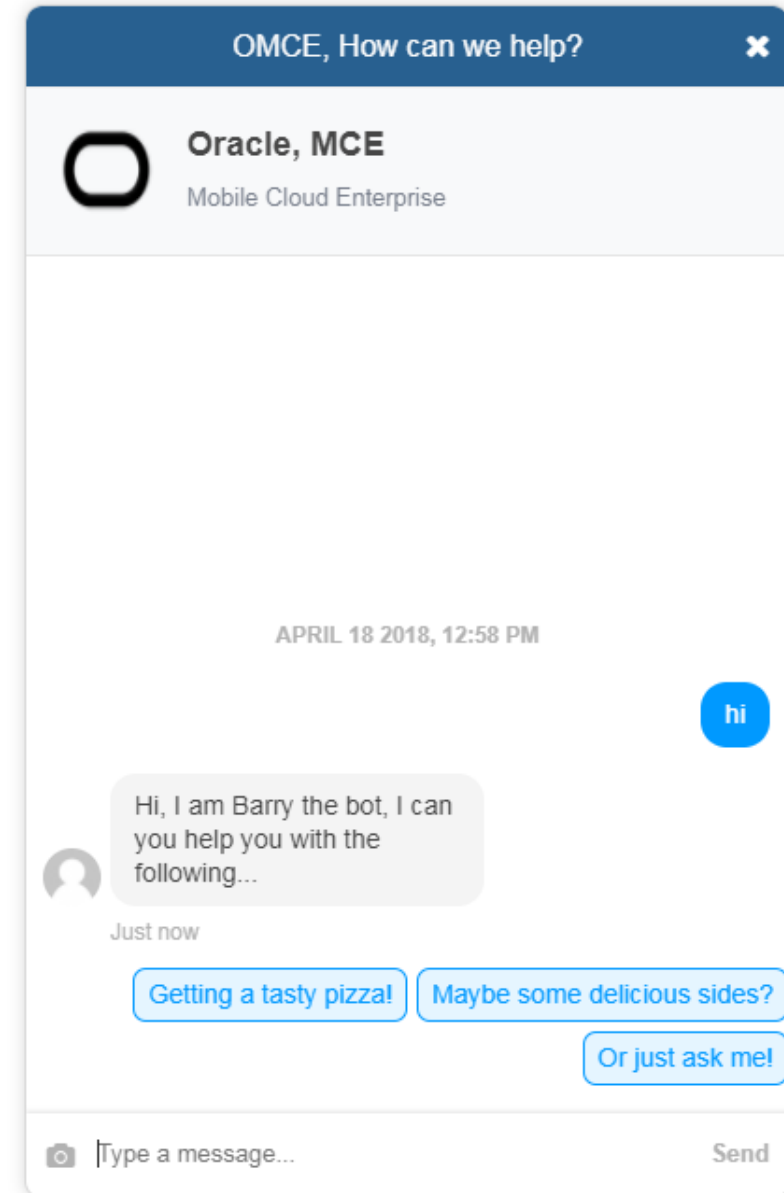 OMCE, How can we help?
Oracle, MCE
Mobile Cloud Enterprise
APRIL 18 2018, 12:58 PM
hi
Hi, I am Barry the bot, I can
you help you with the
following...
Just now
Getting a tasty pizza!
Maybe some delicious sides?
Or just ask me!
Type a message...
Send